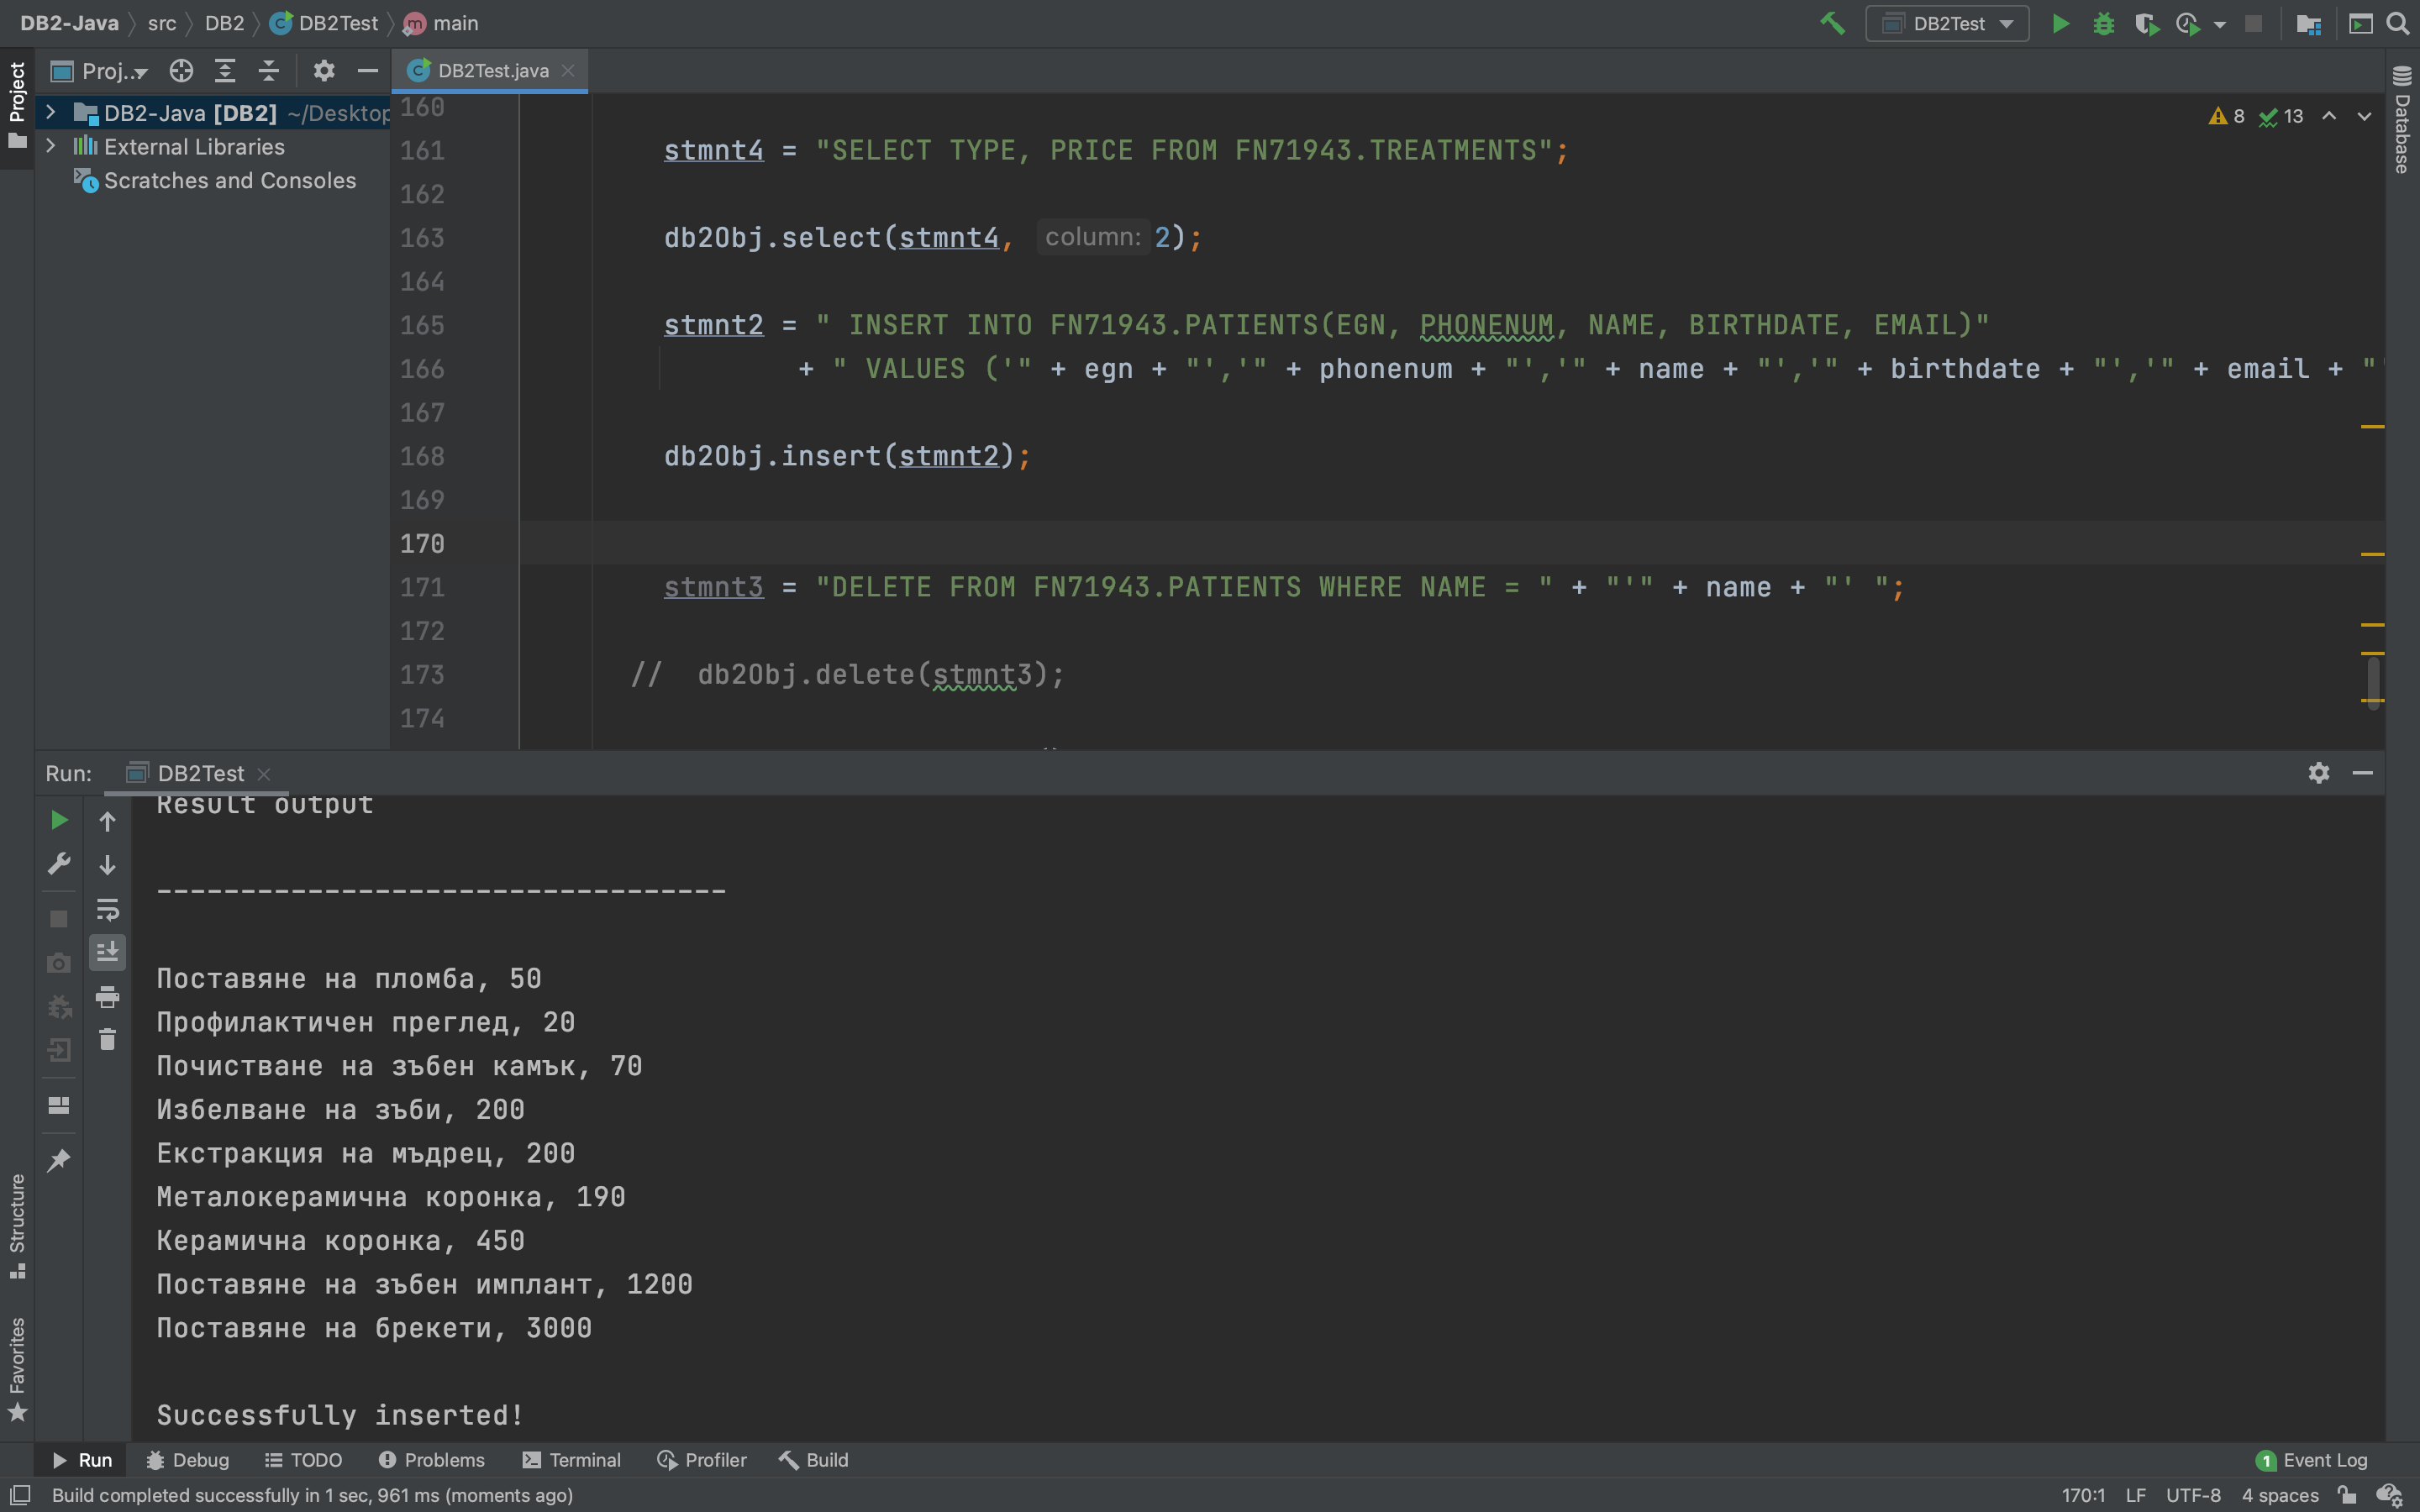 DB2-Java src DB2 DB2Test main
DB2Test
Project
Proj...
DB2Test.java
DB2-Java [DB2] ~/Desktop
External Libraries
Scratches and Consoles
8 13
Database
160
161 stmnt4 = "SELECT TYPE, PRICE FROM FN71943.TREATMENTS";
162
163 db2Obj.select(stmnt4, column: 2);
164
165 stmnt2 = " INSERT INTO FN71943.PATIENTS(EGN, PHONENUM, NAME, BIRTHDATE, EMAIL)"
166 + " VALUES ('" + egn + "','" + phonenum + "','" + name + "','" + birthdate + "','" + email + "'
167
168 db2Obj.insert(stmnt2);
169
170
171 stmnt3 = "DELETE FROM FN71943.PATIENTS WHERE NAME = " + "'" + name + "' ";
172
173 // db2Obj.delete(stmnt3);
174
Run: DB2Test
Result output
----------------------------------
Поставяне на пломба, 50
Профилактичен преглед, 20
Почистване на зъбен камък, 70
Избелване на зъби, 200
Екстракция на мъдрец, 200
Металокерамична коронка, 190
Керамична коронка, 450
Поставяне на зъбен имплант, 1200
Поставяне на брекети, 3000
Successfully inserted!
Structure
Favorites
Run Debug TODO Problems Terminal Profiler Build
1 Event Log
Build completed successfully in 1 sec, 961 ms (moments ago)
170:1 LF UTF-8 4 spaces